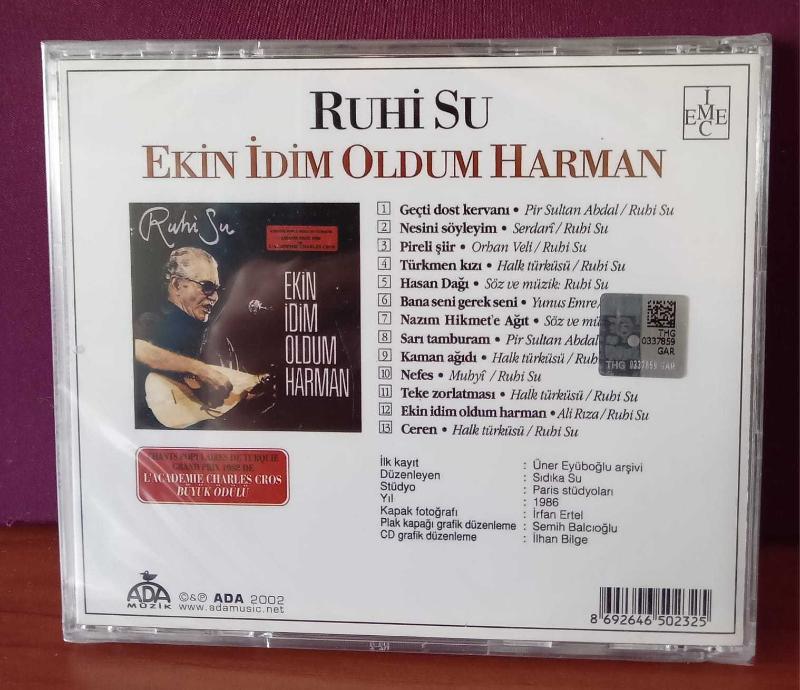 RUHİ SU
I
EMEC
EKİN İDİM OLDUM HARMAN
Ruhi Su
L'ACADEMIE CHARLES CROS
EKİN
İDİM
OLDUM
HARMAN
1 Geçti dost kervanı • Pir Sultan Abdal / Ruhi Su
2 Nesini söyleyim • Serdarî / Ruhi Su
3 Pireli şiir • Orhan Veli / Ruhi Su
4 Türkmen kızı • Halk türküsü / Ruhi Su
5 Hasan Dağı • Söz ve müzik: Ruhi Su
6 Bana seni gerek seni • Yunus Emre/
7 Nazım Hikmet'e Ağıt • Söz ve
8 Sarı tamburam • Pir Sultan Abdal
9 Kaman ağıdı • Halk türküsü /
10 Nefes • Muhyî / Ruhi Su
11 Teke zorlatması • Halk türküsü / Ruhi Su
12 Ekin idim oldum harman • Ali Rıza / Ruhi Su
13 Ceren • Halk türküsü / Ruhi Su
THG
0337859
GAR
THG 0337859 GAR
CHANTS POPULAIRES DE TURQUIE
GRAND PRIX 1982 DE
L'ACADEMIE CHARLES CROS
BÜYÜK ÖDÜLÜ
İlk kayıt : Üner Eyüboğlu arşivi
Düzenleyen : Sıdıka Su
Stüdyo : Paris stüdyoları
Yıl : 1986
Kapak fotoğrafı : İrfan Ertel
Plak kapağı grafik düzenleme : Semih Balcıoğlu
CD grafik düzenleme : İlhan Bilge
ADA
MÜZİK
©&℗ ADA 2002
www.adamusic.net
8 692646 502325